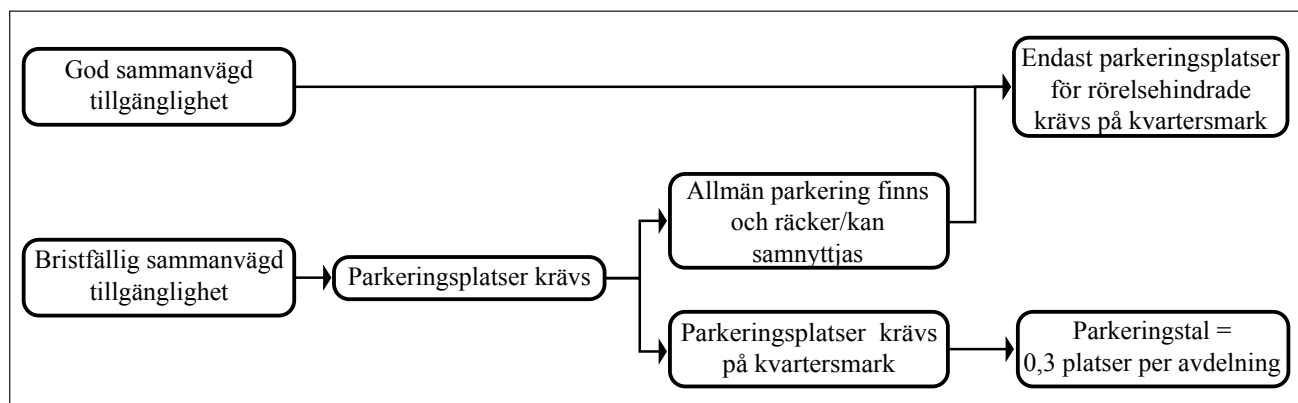 God sammanvägd
tillgänglighet
Endast parkeringsplatser
för rörelsehindrade
krävs på kvartersmark
Bristfällig sammanvägd
tillgänglighet
Parkeringsplatser krävs
Allmän parkering finns
och räcker/kan
samnyttjas
Parkeringsplatser krävs
på kvartersmark
Parkeringstal =
0,3 platser per avdelning